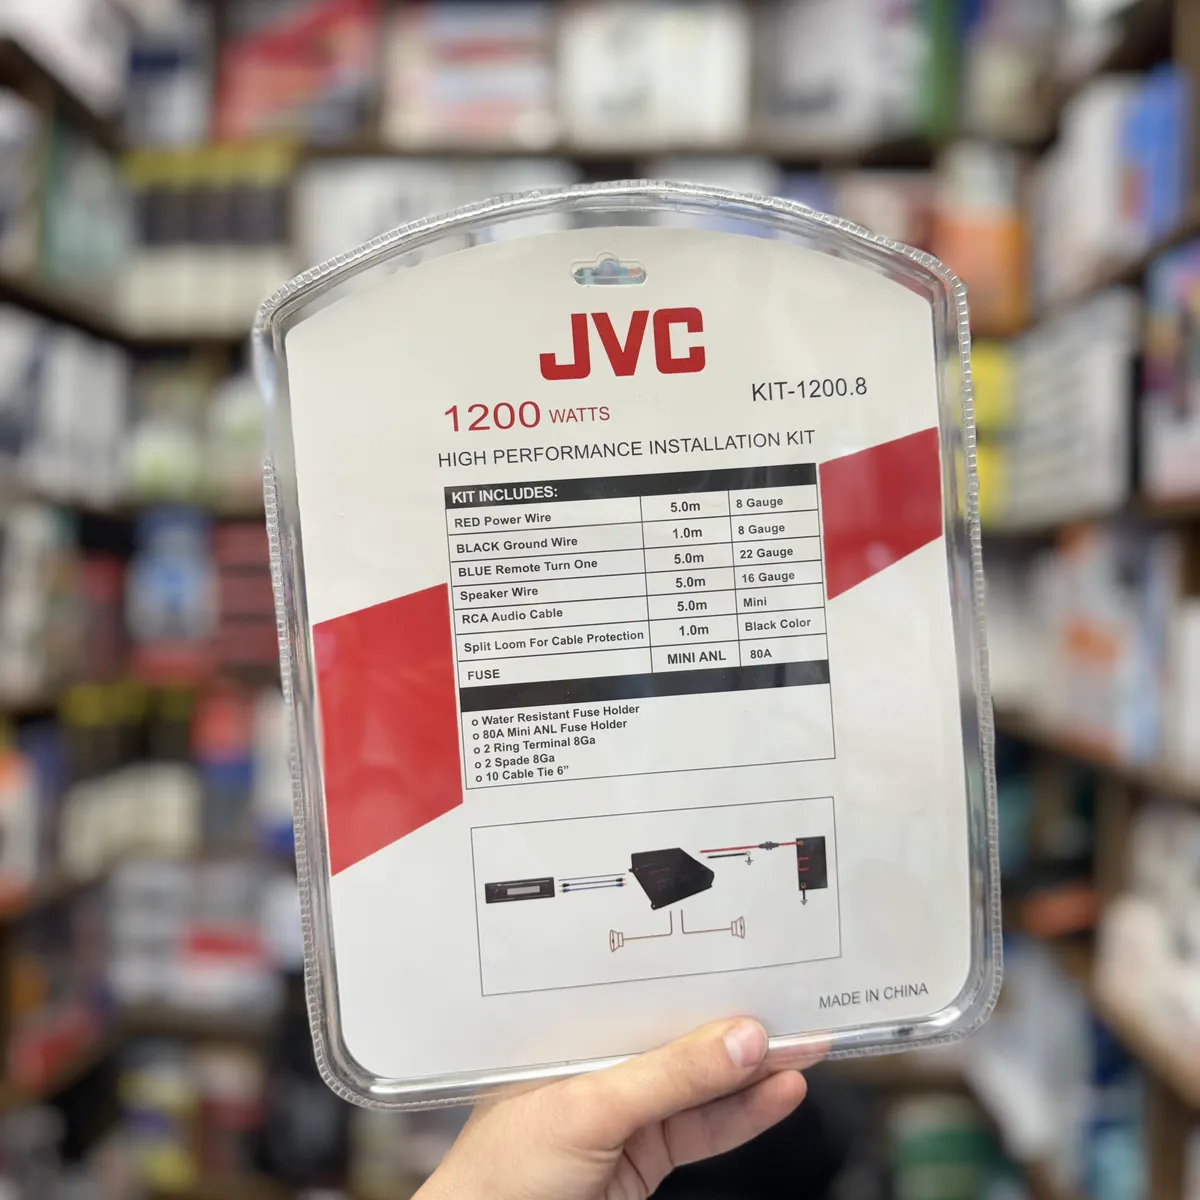 JVC
KIT-1200.8
1200 WATTS
HIGH PERFORMANCE INSTALLATION KIT
KIT INCLUDES:
RED Power Wire 5.0m 8 Gauge
BLACK Ground Wire 1.0m 8 Gauge
BLUE Remote Turn One 5.0m 22 Gauge
Speaker Wire 5.0m 16 Gauge
RCA Audio Cable 5.0m Mini
Split Loom For Cable Protection 1.0m Black Color
FUSE MINI ANL 80A
o Water Resistant Fuse Holder
o 80A Mini ANL Fuse Holder
o 2 Ring Terminal 8Ga
o 2 Spade 8Ga
o 10 Cable Tie 6”
MADE IN CHINA